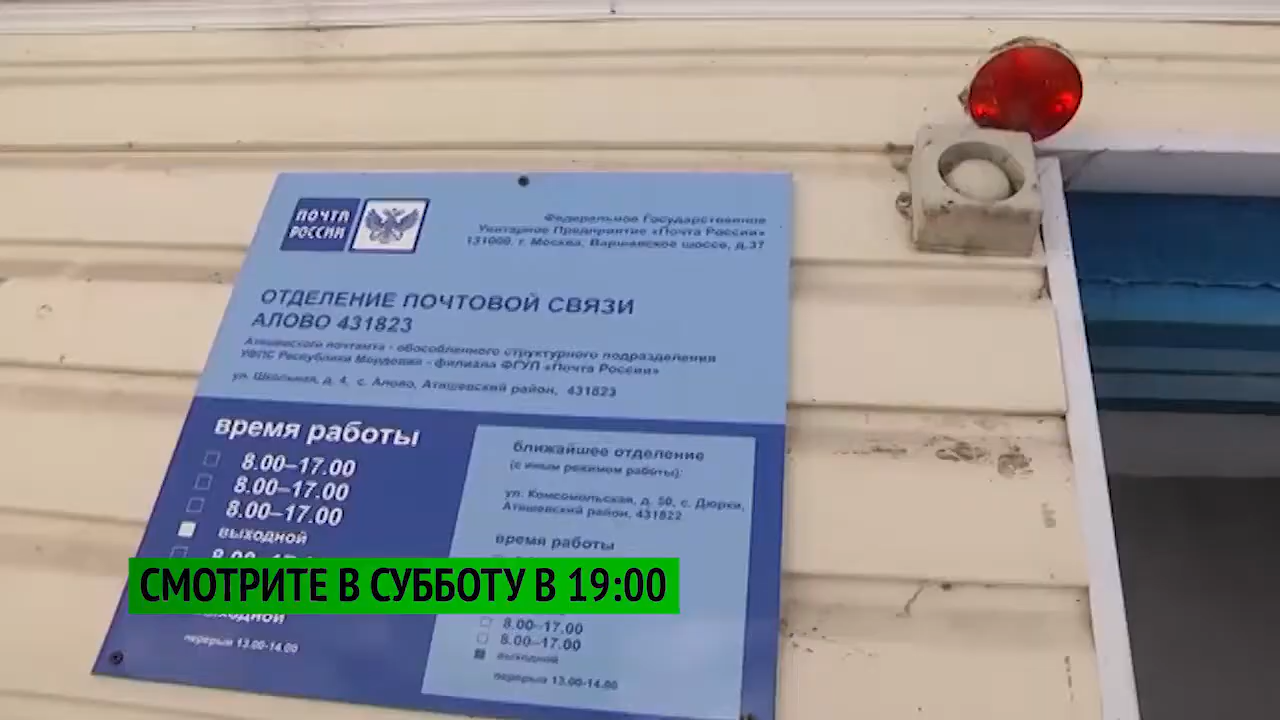 ПОЧТА
РОССИИ
Федеральное Государственное
Унитарное Предприятие «Почта России»
131000, г. Москва, Варшавское шоссе, д.37
ОТДЕЛЕНИЕ ПОЧТОВОЙ СВЯЗИ
АЛОВО 431823
Атяшевского почтамта - обособленного структурного подразделения
УФПС Республики Мордовия - филиала ФГУП «Почта России»
ул. Школьная, д. 4, с. Алово, Атяшевский район, 431823
время работы
8.00–17.00
8.00–17.00
8.00–17.00
выходной
выходной
перерыв 13.00-14.00
ближайшее отделение
(с иным режимом работы):
ул. Комсомольская, д. 50, с. Дюрки,
Атяшевский район, 431822
время работы
8.00–17.00
8.00–17.00
выходной
перерыв 13.00-14.00
СМОТРИТЕ В СУББОТУ В 19:00